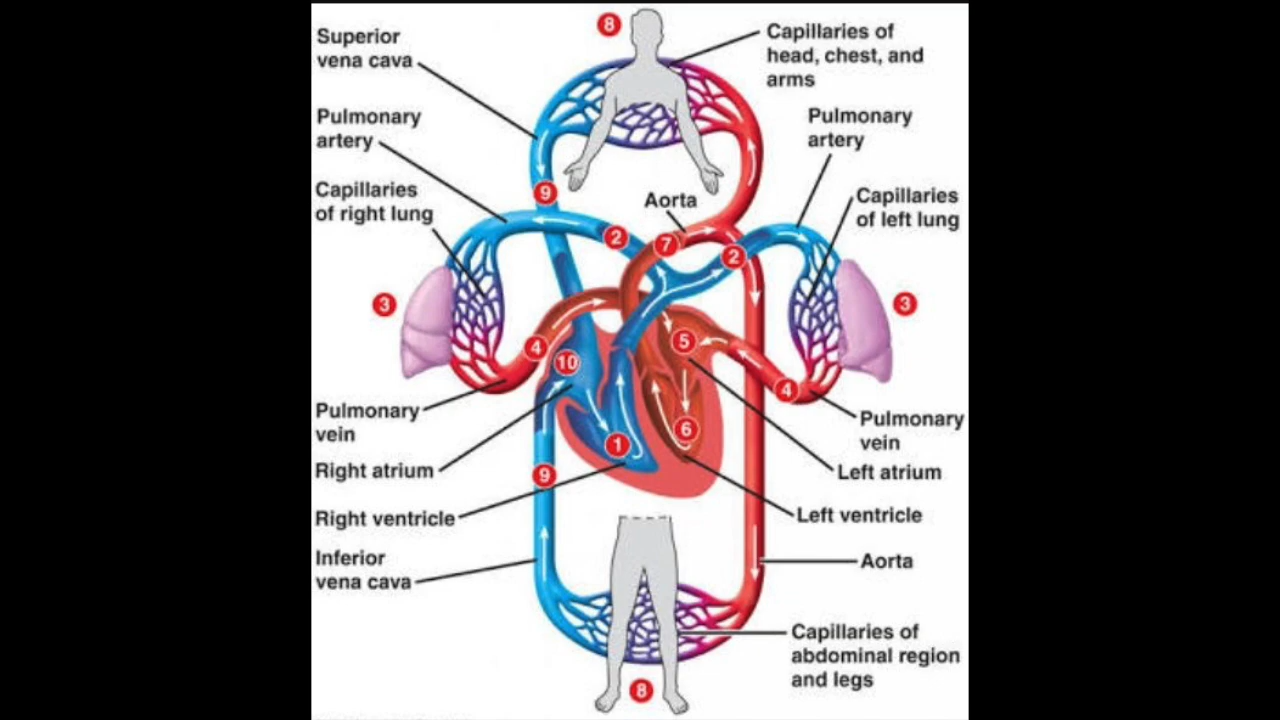 8
Superior
vena cava
Capillaries of
head, chest, and
arms
Pulmonary
artery
Pulmonary
artery
Capillaries
of right lung
9
Aorta
Capillaries
of left lung
2
7
2
3
3
4
5
10
4
Pulmonary
vein
Pulmonary
vein
6
1
Right atrium
9
Left atrium
Right ventricle
Left ventricle
Inferior
vena cava
Aorta
Capillaries of
abdominal region
and legs
8